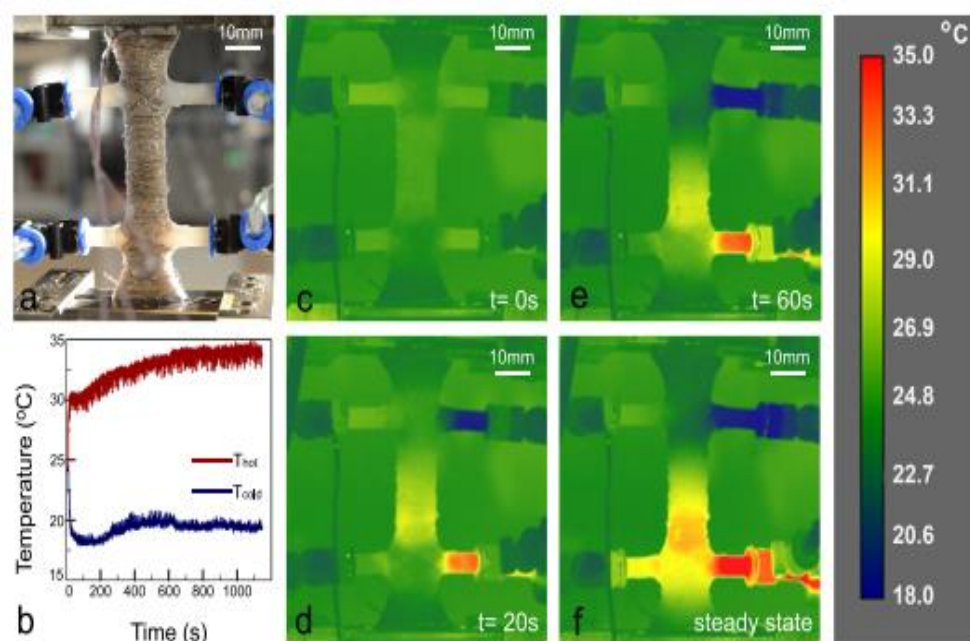 10mm
a
10mm
c
t= 0s
10mm
e
t= 60s
°C
35.0
33.3
31.1
29.0
26.9
24.8
22.7
20.6
18.0
Temperature (°C)
35
30
25
20
15
T_hot
T_cold
0 200 400 600 800 1000
Time (s)
b
10mm
d
t= 20s
10mm
f
steady state